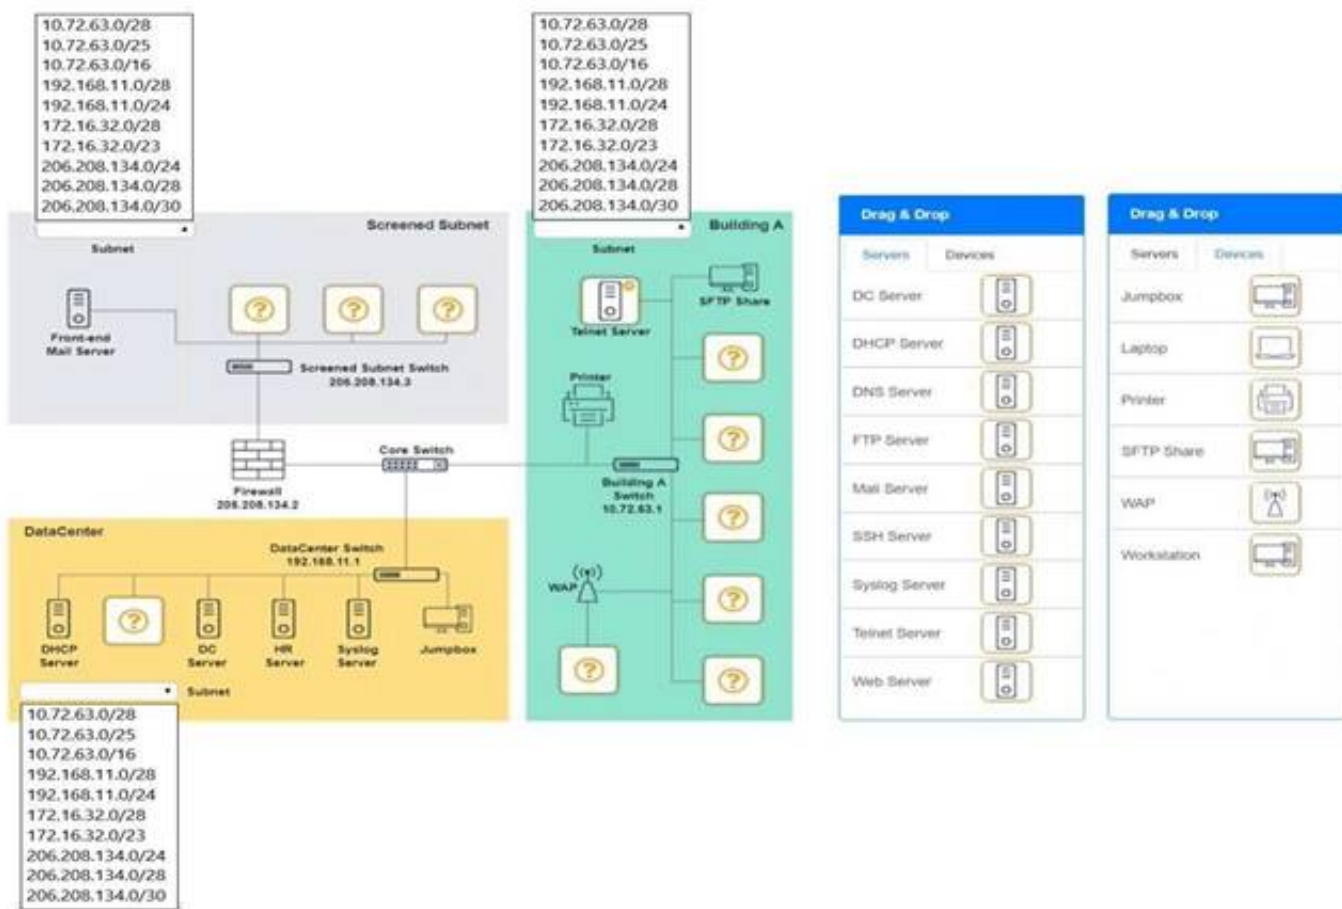 10.72.63.0/28
10.72.63.0/25
10.72.63.0/16
192.168.11.0/28
192.168.11.0/24
172.16.32.0/28
172.16.32.0/23
206.208.134.0/24
206.208.134.0/28
206.208.134.0/30
Screened Subnet
Subnet
Front-end
Mail Server
?
?
?
Screened Subnet Switch
206.208.134.3
Firewall
206.208.134.2
Core Switch
10.72.63.0/28
10.72.63.0/25
10.72.63.0/16
192.168.11.0/28
192.168.11.0/24
172.16.32.0/28
172.16.32.0/23
206.208.134.0/24
206.208.134.0/28
206.208.134.0/30
Building A
Subnet
Telnet Server
SFTP Share
Printer
?
?
Building A
Switch
10.72.63.1
?
WAP
?
?
?
DataCenter
DataCenter Switch
192.168.11.1
DHCP
Server
?
DC
Server
HR
Server
Syslog
Server
Jumpbox
Subnet
10.72.63.0/28
10.72.63.0/25
10.72.63.0/16
192.168.11.0/28
192.168.11.0/24
172.16.32.0/28
172.16.32.0/23
206.208.134.0/24
206.208.134.0/28
206.208.134.0/30
Drag & Drop
Servers Devices
DC Server
DHCP Server
DNS Server
FTP Server
Mail Server
SSH Server
Syslog Server
Telnet Server
Web Server
Drag & Drop
Servers Devices
Jumpbox
Laptop
Printer
SFTP Share
WAP
Workstation